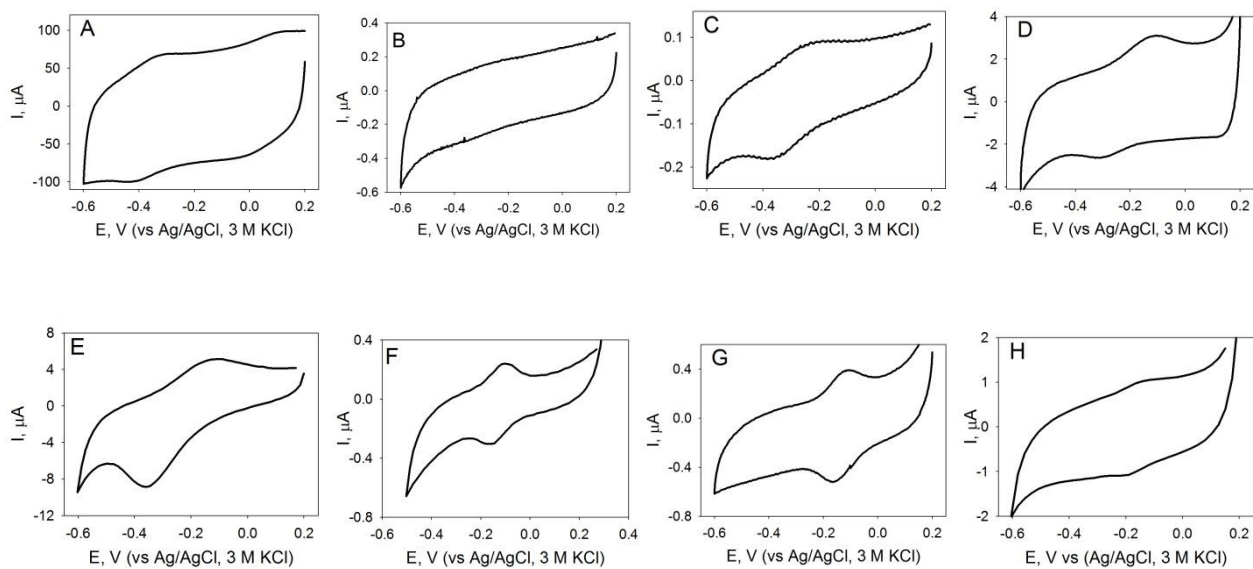 A
100
50
0
-50
-100
I, μA
-0.6 -0.4 -0.2 0.0 0.2
E, V (vs Ag/AgCl, 3 M KCl)
B
0.4
0.2
0.0
-0.2
-0.4
-0.6
I, μA
-0.6 -0.4 -0.2 0.0 0.2
E, V (vs Ag/AgCl, 3 M KCl)
C
0.1
0.0
-0.1
-0.2
I, μA
-0.6 -0.4 -0.2 0.0 0.2
E, V (vs Ag/AgCl, 3 M KCl)
D
4
2
0
-2
-4
I, μA
-0.6 -0.4 -0.2 0.0 0.2
E, V (vs Ag/AgCl, 3 M KCl)
E
8
4
0
-4
-8
-12
I, μA
-0.6 -0.4 -0.2 0.0 0.2
E, V (vs Ag/AgCl, 3 M KCl)
F
0.4
0.0
-0.4
-0.8
I, μA
-0.6 -0.4 -0.2 0.0 0.2 0.4
E, V (vs Ag/AgCl, 3 M KCl)
G
0.4
0.0
-0.4
-0.8
I, μA
-0.6 -0.4 -0.2 0.0 0.2
E, V (vs Ag/AgCl, 3 M KCl)
H
2
1
0
-1
-2
I, μA
-0.6 -0.4 -0.2 0.0 0.2
E, V vs (Ag/AgCl, 3 M KCl)